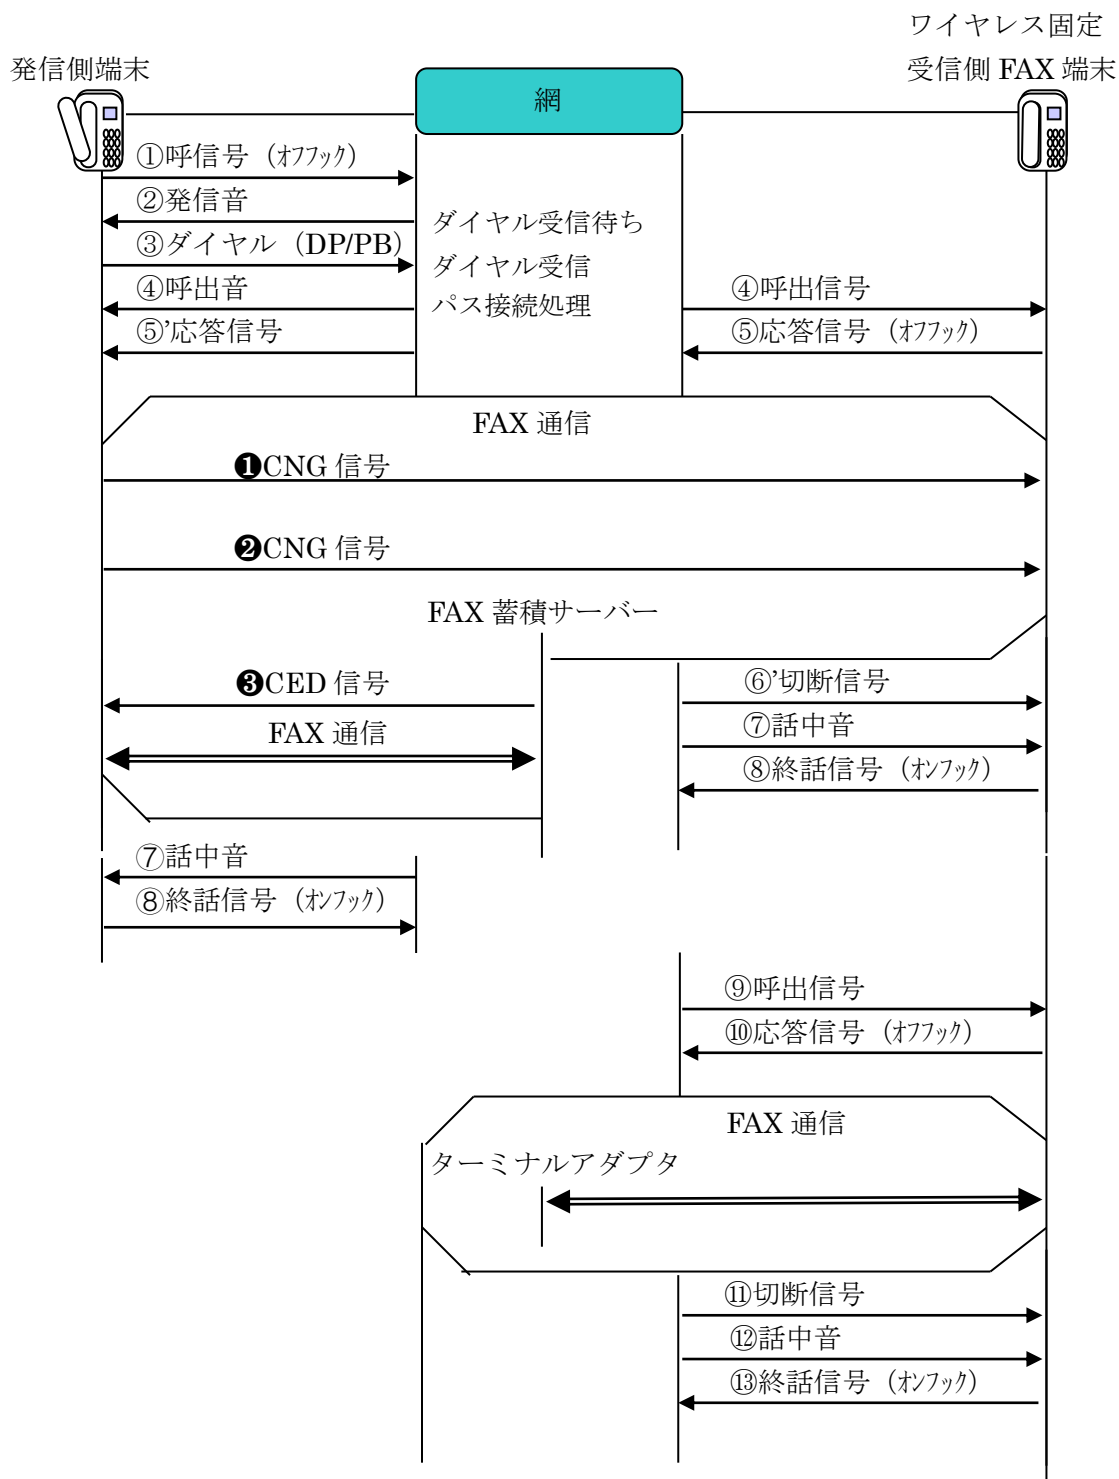 ワイヤレス固定
発信側端末
受信側 FAX 端末
網
①呼信号（ｵﾌﾌｯｸ）
②発信音
ダイヤル受信待ち
③ダイヤル（DP/PB）
ダイヤル受信
④呼出音
パス接続処理
④呼出信号
⑤’応答信号
⑤応答信号（ｵﾌﾌｯｸ）
FAX 通信
❶CNG 信号
❷CNG 信号
FAX 蓄積サーバー
❸CED 信号
⑥’切断信号
FAX 通信
⑦話中音
⑧終話信号（ｵﾝﾌｯｸ）
⑦話中音
⑧終話信号（ｵﾝﾌｯｸ）
⑨呼出信号
⑩応答信号（ｵﾌﾌｯｸ）
FAX 通信
ターミナルアダプタ
⑪切断信号
⑫話中音
⑬終話信号（ｵﾝﾌｯｸ）